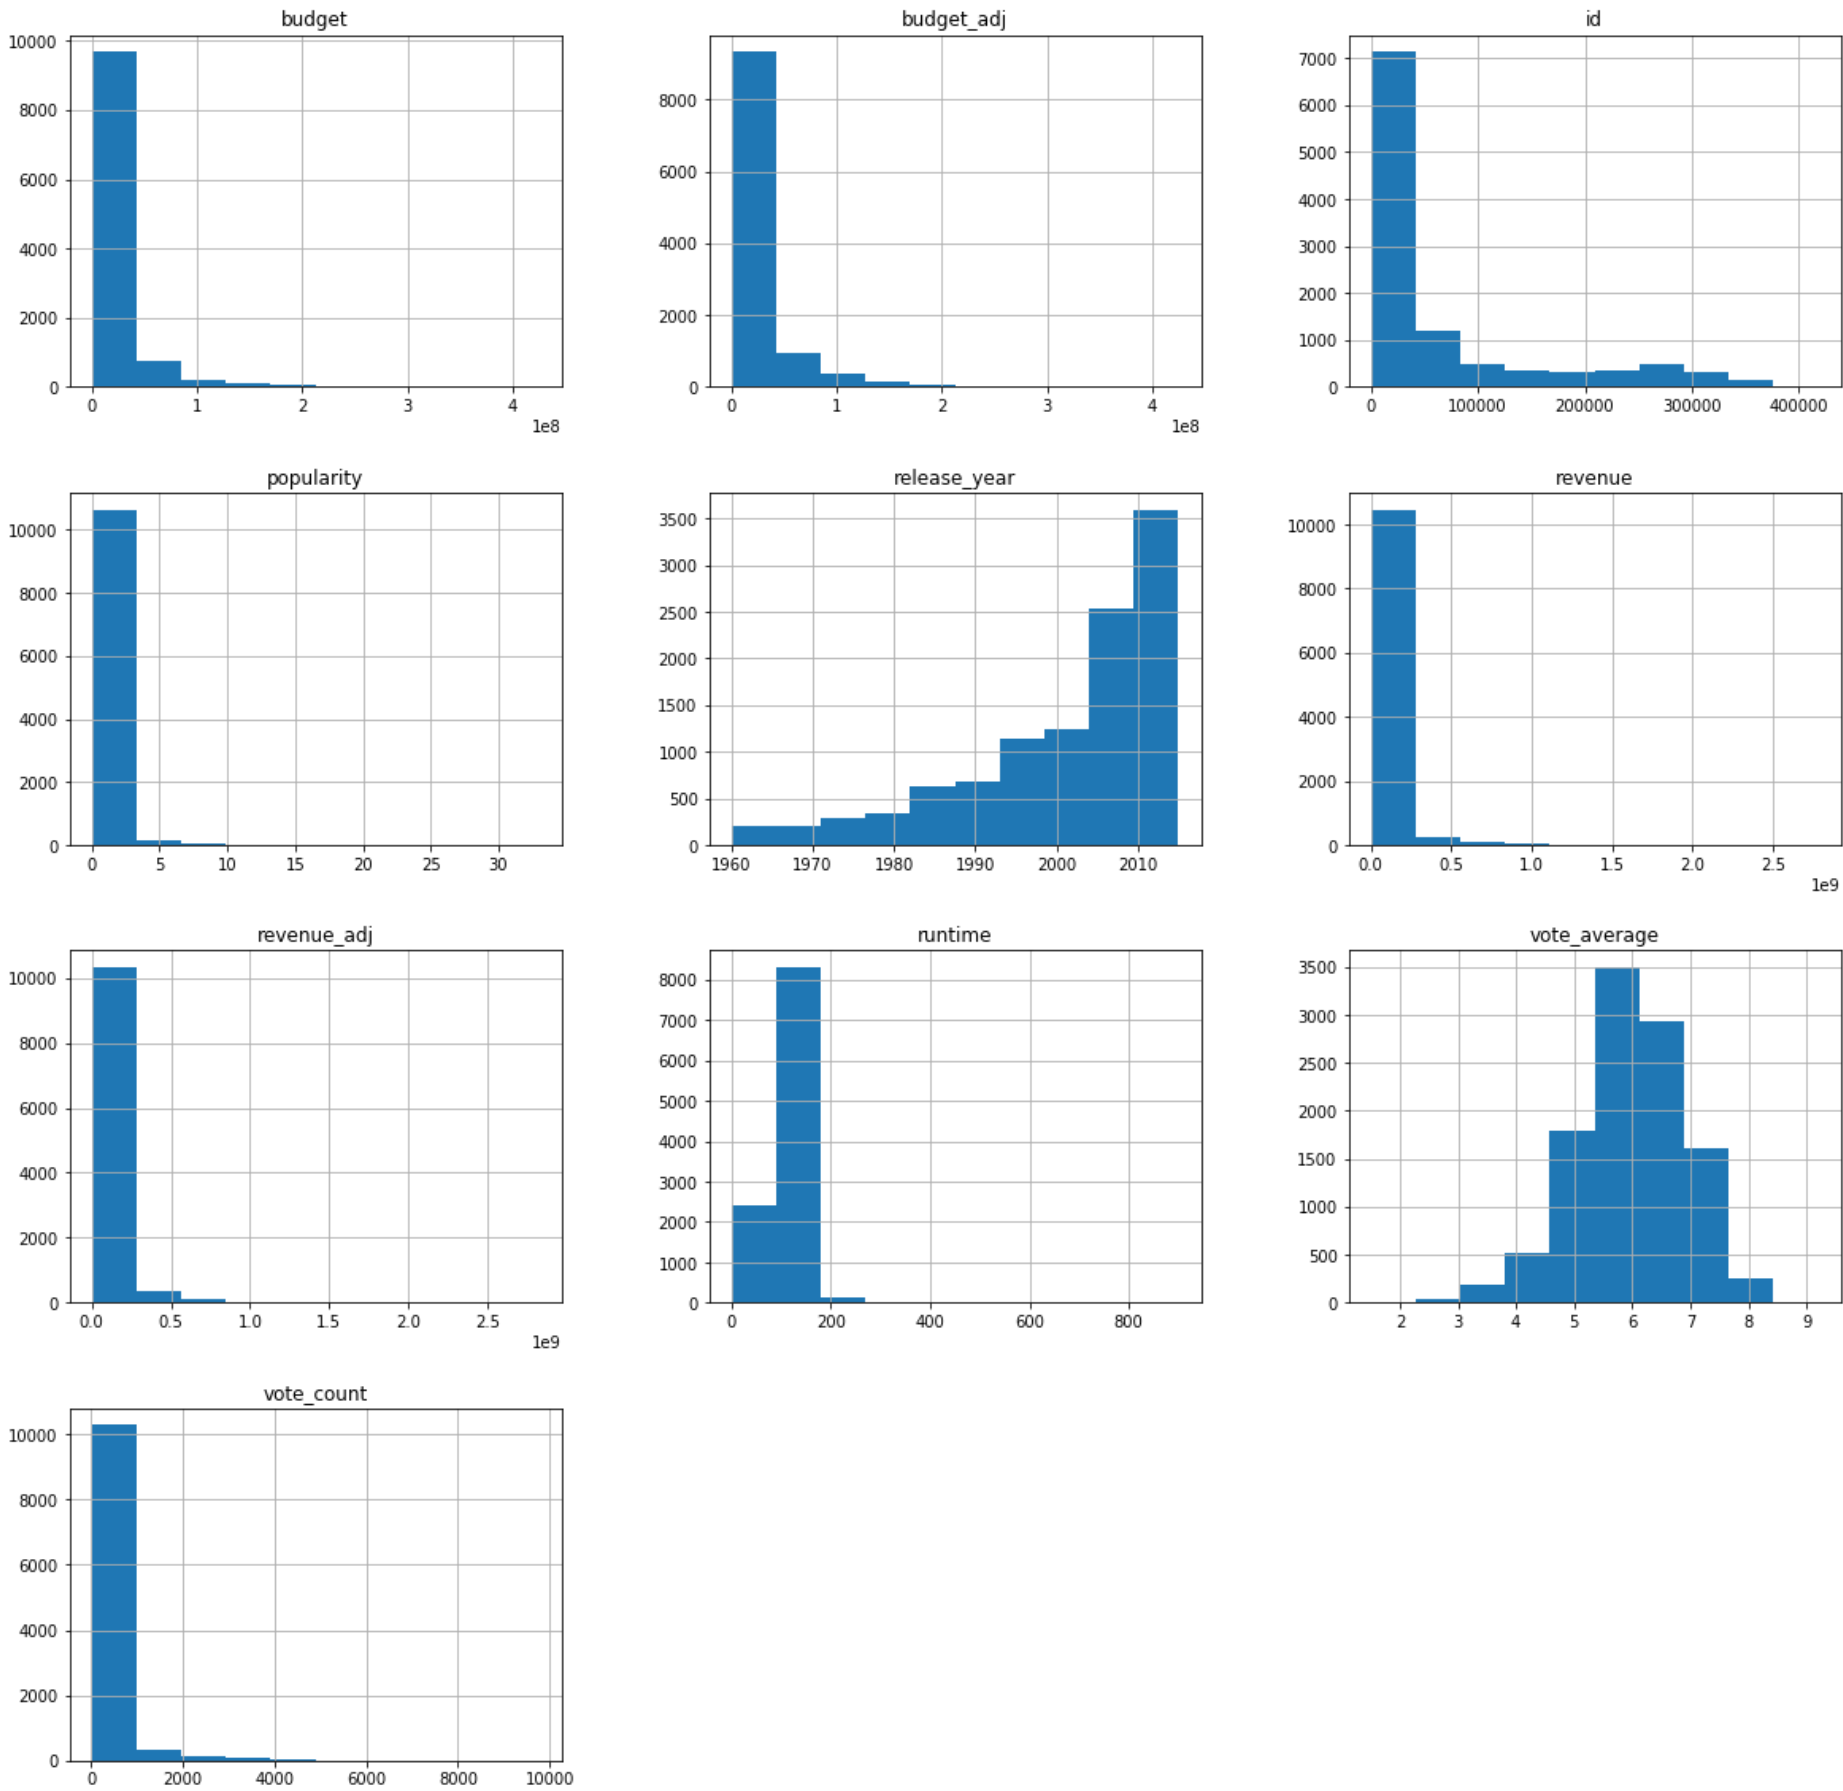 budget
10000
8000
6000
4000
2000
0
0 1 2 3 4
1e8
budget_adj
8000
6000
4000
2000
0
0 1 2 3 4
1e8
id
7000
6000
5000
4000
3000
2000
1000
0
0 100000 200000 300000 400000
popularity
10000
8000
6000
4000
2000
0
0 5 10 15 20 25 30
release_year
3500
3000
2500
2000
1500
1000
500
0
1960 1970 1980 1990 2000 2010
revenue
10000
8000
6000
4000
2000
0
0.0 0.5 1.0 1.5 2.0 2.5
1e9
revenue_adj
10000
8000
6000
4000
2000
0
0.0 0.5 1.0 1.5 2.0 2.5
1e9
runtime
8000
7000
6000
5000
4000
3000
2000
1000
0
0 200 400 600 800
vote_average
3500
3000
2500
2000
1500
1000
500
0
2 3 4 5 6 7 8 9
vote_count
10000
8000
6000
4000
2000
0
0 2000 4000 6000 8000 10000